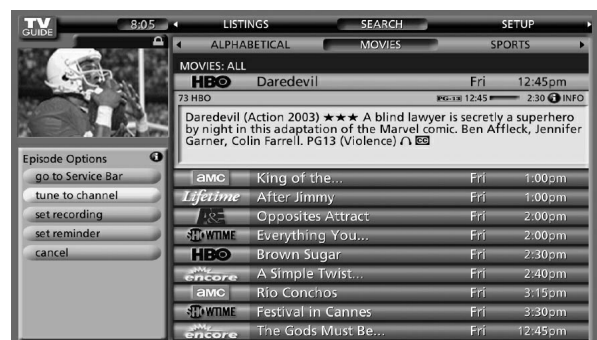 TV
GUIDE
8:05
LISTINGS SEARCH SETUP
ALPHABETICAL MOVIES SPORTS
MOVIES: ALL
HBO Daredevil Fri 12:45pm
73 HBO PG-13 12:45 2:30 i INFO
Daredevil (Action 2003) ★★★ A blind lawyer is secretly a superhero
by night in this adaptation of the Marvel comic. Ben Affleck, Jennifer
Garner, Colin Farrell. PG13 (Violence) CC
Episode Options i
go to Service Bar
tune to channel
set recording
set reminder
cancel
amc King of the... Fri 1:00pm
Lifetime After Jimmy Fri 1:00pm
A&E Opposites Attract Fri 2:00pm
SHOWTIME Everything You... Fri 2:00pm
HBO Brown Sugar Fri 2:30pm
encore A Simple Twist... Fri 2:40pm
amc Rio Conchos Fri 3:15pm
SHOWTIME Festival in Cannes Fri 3:30pm
encore The Gods Must Be... Fri 12:45pm